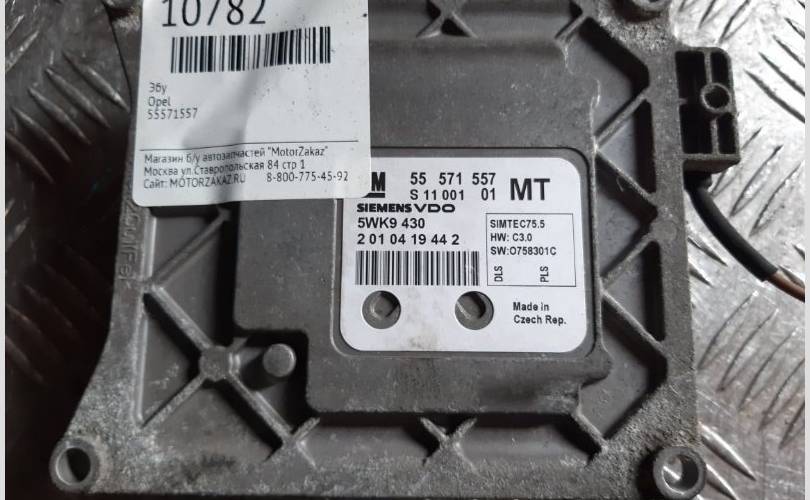 10782
Эбу
Opel
55571557
Магазин б/у автозапчастей "MotorZakaz"
Москва ул.Ставропольская 84 стр 1
Сайт: MOTORZAKAZ.RU 8-800-775-45-92
55 571 557
S 11 001 01
MT
SIEMENS VDO
5WK9 430
2 01 04 19 44 2
SIMTEC75.5
HW: C3.0
SW:O758301C
DLS
PLS
Made in
Czech Rep.